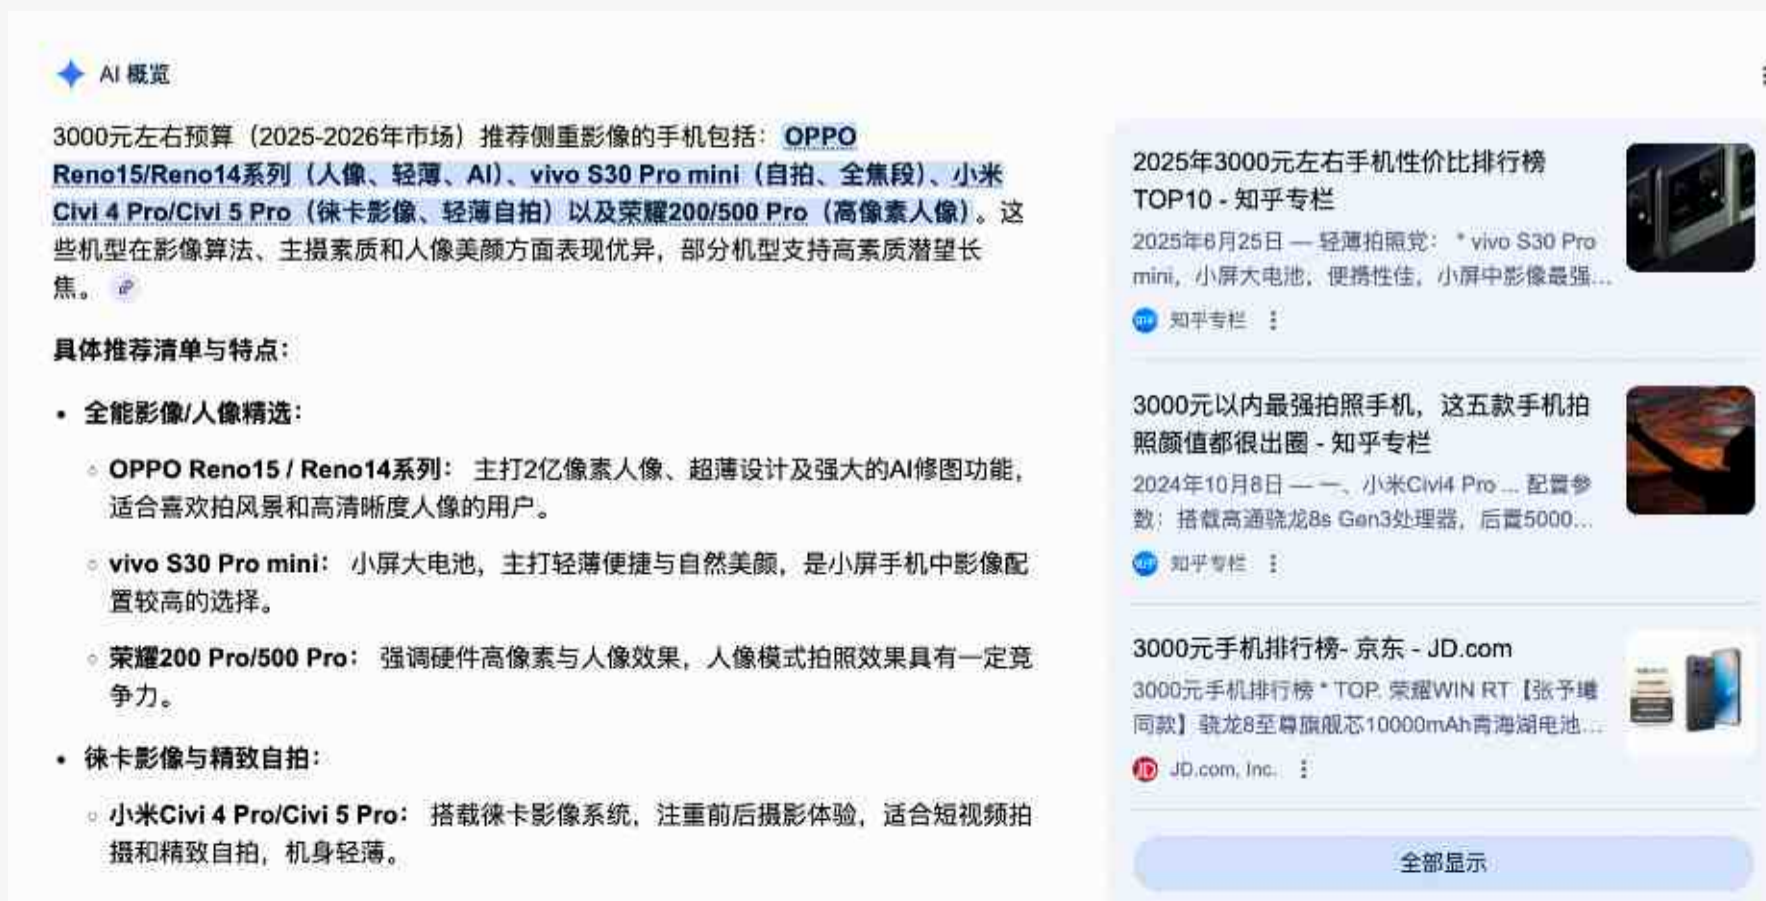 AI 概览
3000元左右预算（2025-2026年市场）推荐侧重影像的手机包括：OPPO
Reno15/Reno14系列（人像、轻薄、AI）、vivo S30 Pro mini（自拍、全焦段）、小米
Civi 4 Pro/Civi 5 Pro（徕卡影像、轻薄自拍）以及荣耀200/500 Pro（高像素人像）。这
些机型在影像算法、主摄素质和人像美颜方面表现优异，部分机型支持高素质潜望长
焦。
具体推荐清单与特点：
• 全能影像/人像精选：
◦ OPPO Reno15 / Reno14系列： 主打2亿像素人像、超薄设计及强大的AI修图功能，
适合喜欢拍风景和高清晰度人像的用户。
◦ vivo S30 Pro mini： 小屏大电池，主打轻薄便捷与自然美颜，是小屏手机中影像配
置较高的选择。
◦ 荣耀200 Pro/500 Pro： 强调硬件高像素与人像效果，人像模式拍照效果具有一定竞
争力。
• 徕卡影像与精致自拍：
◦ 小米Civi 4 Pro/Civi 5 Pro： 搭载徕卡影像系统，注重前后摄影体验，适合短视频拍
摄和精致自拍，机身轻薄。
2025年3000元左右手机性价比排行榜
TOP10 - 知乎专栏
2025年6月25日 — 轻薄拍照党： * vivo S30 Pro
mini，小屏大电池，便携性佳，小屏中影像最强...
知乎专栏
3000元以内最强拍照手机，这五款手机拍
照颜值都很出圈 - 知乎专栏
2024年10月8日 — 一、小米Civi4 Pro ... 配置参
数：搭载高通骁龙8s Gen3处理器，后置5000...
知乎专栏
3000元手机排行榜- 京东 - JD.com
3000元手机排行榜 * TOP. 荣耀WIN RT【张予曦
同款】骁龙8至尊旗舰芯10000mAh青海湖电池...
JD JD.com, Inc.
全部显示